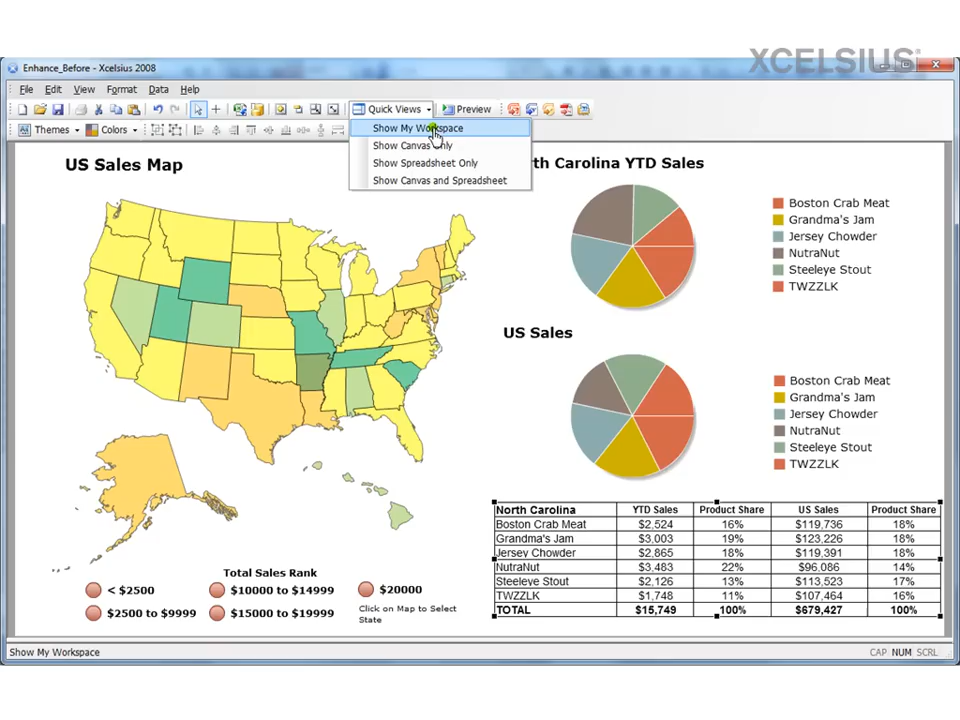 XCELSIUS
Enhance_Before - Xcelsius 2008
File Edit View Format Data Help
Quick Views Preview
Themes Colors
Show My Workspace
Show Canvas Only
Show Spreadsheet Only
Show Canvas and Spreadsheet
US Sales Map
North Carolina YTD Sales
Boston Crab Meat
Grandma's Jam
Jersey Chowder
NutraNut
Steeleye Stout
TWZZLK
US Sales
Boston Crab Meat
Grandma's Jam
Jersey Chowder
NutraNut
Steeleye Stout
TWZZLK
North Carolina YTD Sales Product Share US Sales Product Share
Boston Crab Meat $2,524 16% $119,736 18%
Grandma's Jam $3,003 19% $123,226 18%
Jersey Chowder $2,865 18% $119,391 18%
NutraNut $3,483 22% $96,086 14%
Steeleye Stout $2,126 13% $113,523 17%
TWZZLK $1,748 11% $107,464 16%
TOTAL $15,749 100% $679,427 100%
Total Sales Rank
< $2500 $10000 to $14999 $20000
$2500 to $9999 $15000 to $19999
Click on Map to Select
State
Show My Workspace CAP NUM SCRL